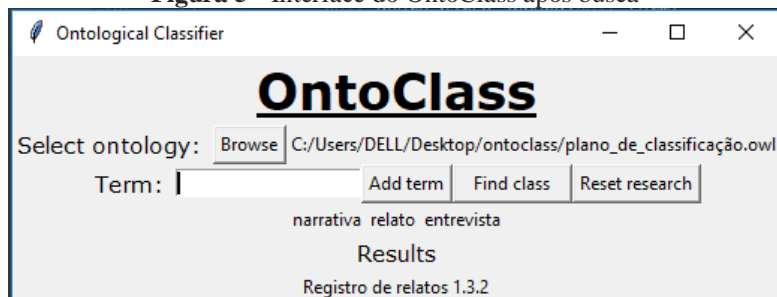 Figura 3 - Interface do OntoClass após busca
Ontological Classifier
OntoClass
Select ontology: Browse C:/Users/DELL/Desktop/ontoclass/plano_de_classificação.owl
Term: Add term Find class Reset research
narrativa relato entrevista
Results
Registro de relatos 1.3.2